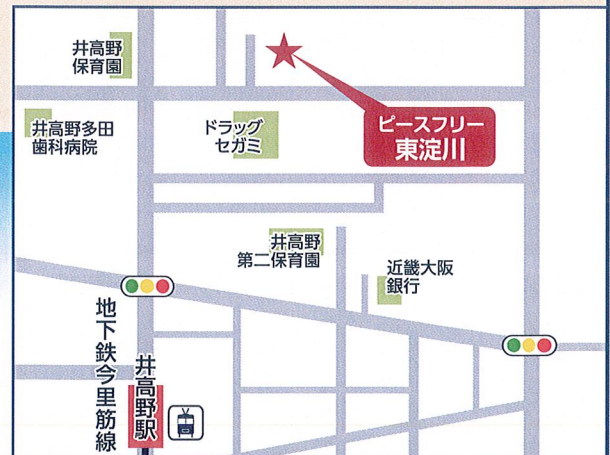 井高野
保育園
井高野多田
歯科病院
ドラッグ
セガミ
ピースフリー
東淀川
井高野
第二保育園
近畿大阪
銀行
地下鉄今里筋線
井高野駅